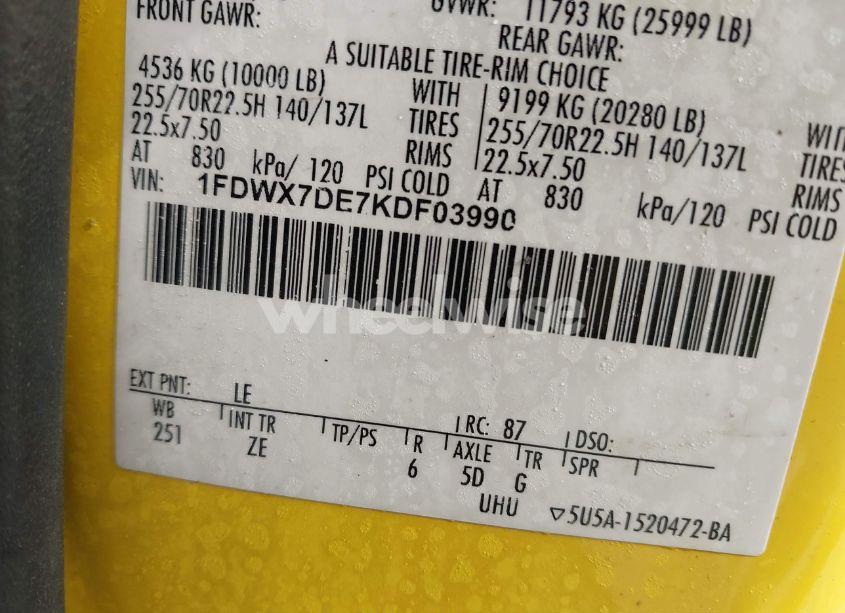 FRONT GAWR:
GVWR: 11793 KG (25999 LB)
REAR GAWR:
A SUITABLE TIRE-RIM CHOICE
4536 KG (10000 LB) WITH 9199 KG (20280 LB) WITH
255/70R22.5H 140/137L TIRES 255/70R22.5H 140/137L TIRES
22.5x7.50 RIMS 22.5x7.50 RIMS
AT 830 kPa/ 120 PSI COLD AT 830 kPa/120 PSI COLD
VIN: 1FDWX7DE7KDF03990
wheelwise
EXT PNT: LE RC: 87 DSO:
WB INT TR TP/PS R AXLE TR SPR
251 ZE 6 5D G
UHU ▽5U5A-1520472-BA